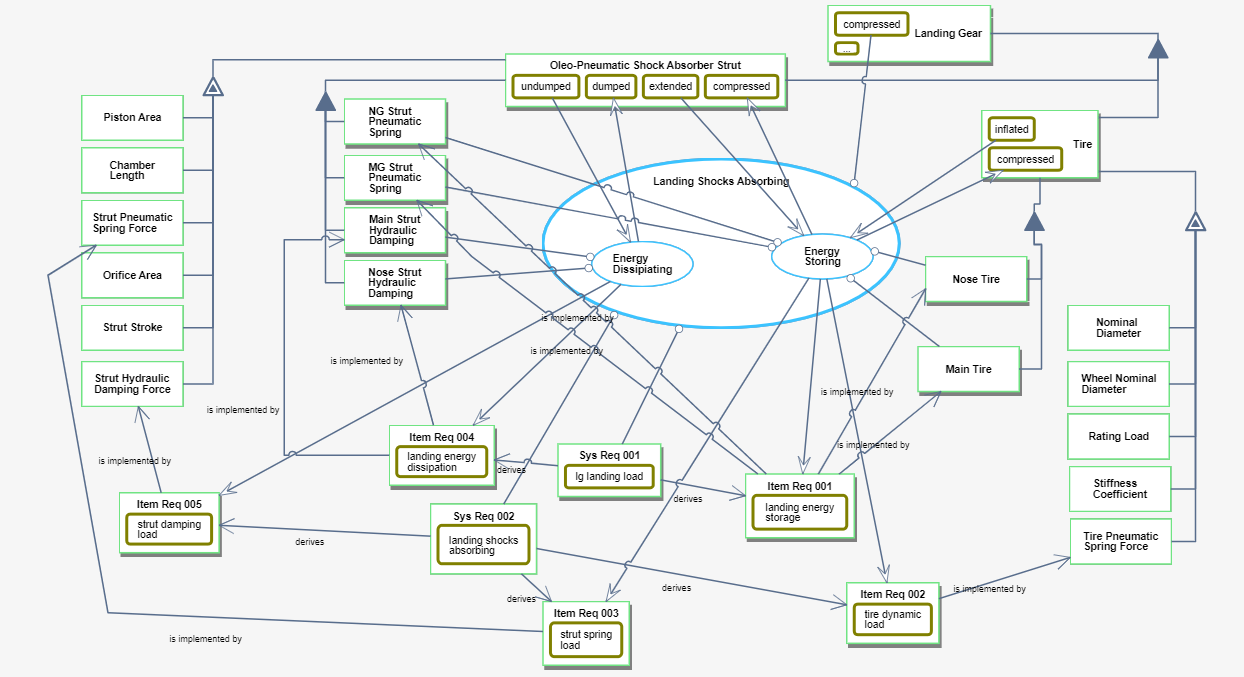 compressed
Landing Gear
...
Oleo-Pneumatic Shock Absorber Strut
undumped
dumped
extended
compressed
Piston Area
Chamber
Length
Strut Pneumatic
Spring Force
Orifice Area
Strut Stroke
Strut Hydraulic
Damping Force
NG Strut
Pneumatic
Spring
MG Strut
Pneumatic
Spring
Main Strut
Hydraulic
Damping
Nose Strut
Hydraulic
Damping
Landing Shocks Absorbing
Energy
Dissipiating
Energy
Storing
inflated
Tire
compressed
Nose Tire
Main Tire
Nominal
Diameter
Wheel Nominal
Diameter
Rating Load
Stiffness
Coefficient
Tire Pneumatic
Spring Force
is implemented by
is implemented by
is implemented by
is implemented by
is implemented by
is implemented by
is implemented by
Item Req 004
landing energy
dissipation
derives
Sys Req 001
lg landing load
derives
Item Req 001
landing energy
storage
Item Req 005
strut damping
load
derives
Sys Req 002
landing shocks
absorbing
derives
derives
Item Req 003
strut spring
load
Item Req 002
tire dynamic
load
is implemented by
is implemented by